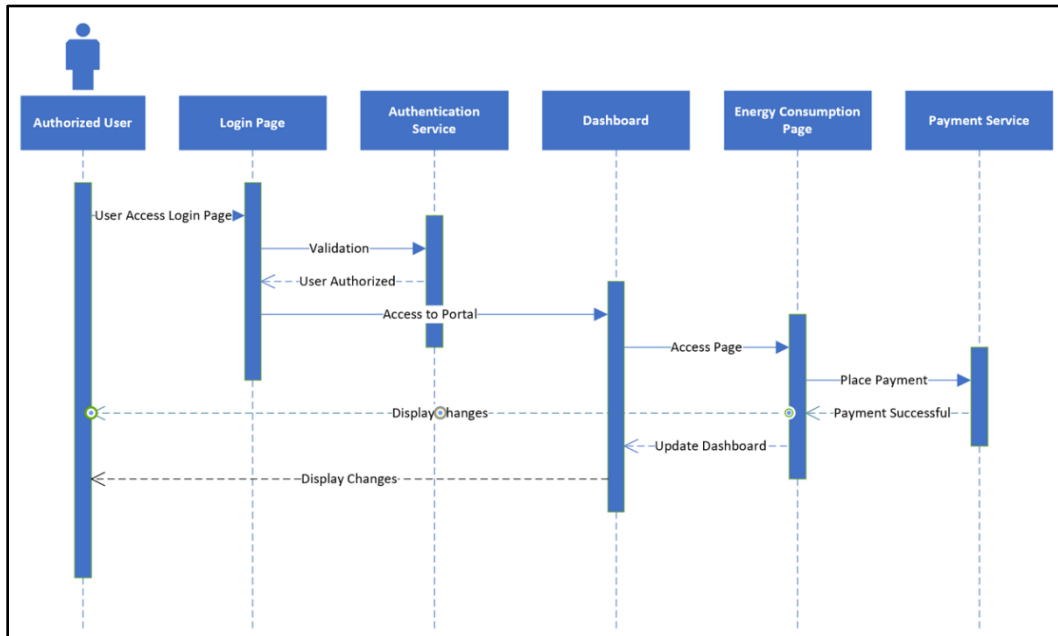 Authorized User
Login Page
Authentication
Service
Dashboard
Energy Consumption
Page
Payment Service
User Access Login Page
Validation
User Authorized
Access to Portal
Access Page
Place Payment
Display Changes
Payment Successful
Update Dashboard
Display Changes